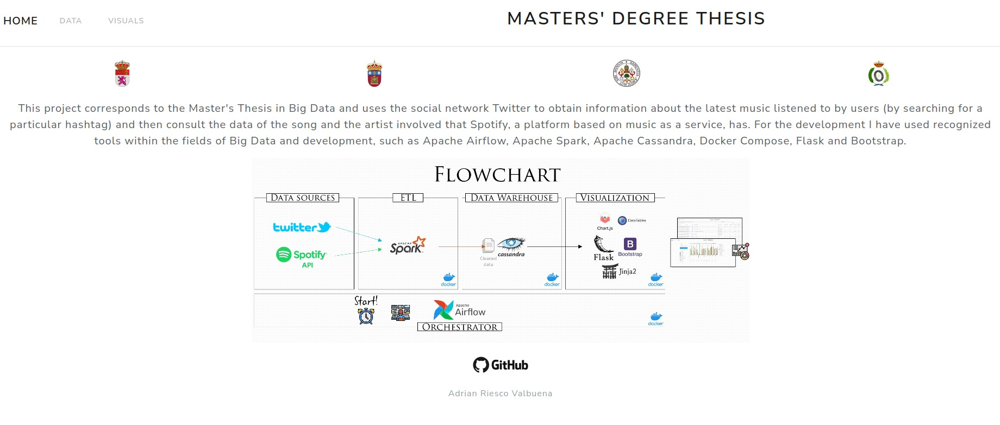 HOME DATA VISUALS MASTERS' DEGREE THESIS
This project corresponds to the Master's Thesis in Big Data and uses the social network Twitter to obtain information about the latest music listened to by users (by searching for a
particular hashtag) and then consult the data of the song and the artist involved that Spotify, a platform based on music as a service, has. For the development I have used recognized
tools within the fields of Big Data and development, such as Apache Airflow, Apache Spark, Apache Cassandra, Docker Compose, Flask and Bootstrap.
FLOWCHART
DATA SOURCES ETL DATA WAREHOUSE VISUALIZATION
twitter
Spotify
API
APACHE
Spark
Cleaned
data
cassandra
Chart.js
DataTables
Flask
B
Bootstrap
Jinja2
docker docker docker
Start!
Apache
Airflow
docker
ORCHESTRATOR
GitHub
Adrian Riesco Valbuena